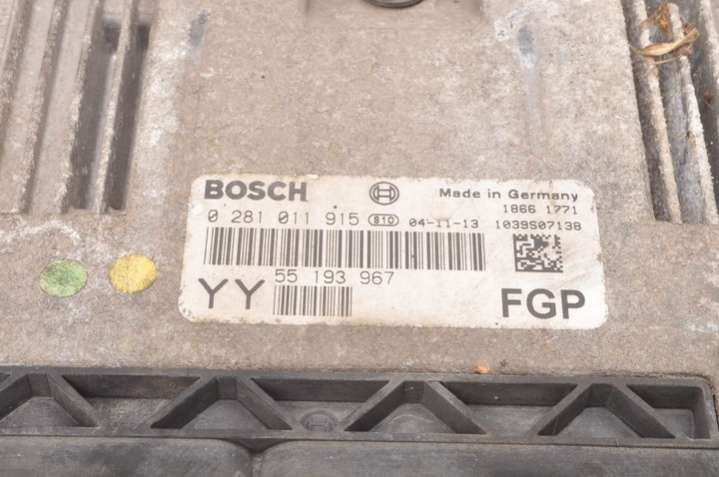 BOSCH Made in Germany
1866 1771
0 281 011 915 810 04-11-13 1039S07138
55 193 967
YY FGP